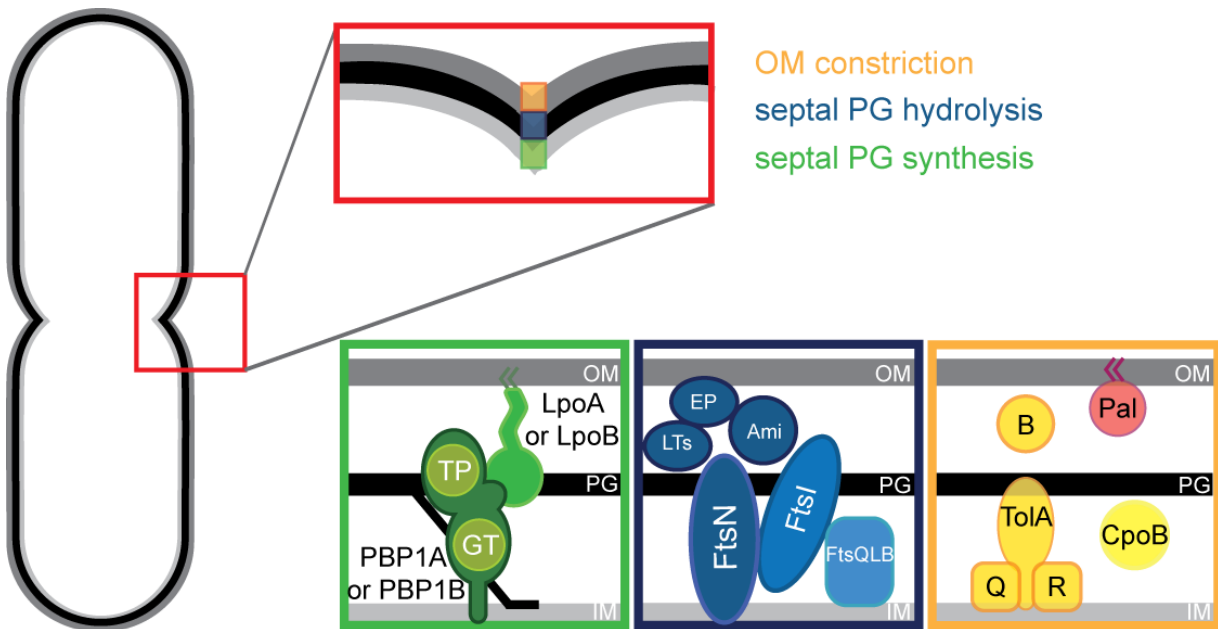 OM constriction
septal PG hydrolysis
septal PG synthesis
OM
LpoA
or LpoB
TP
PG
GT
PBP1A
or PBP1B
IM
OM
EP
LTs
Ami
PG
FtsN
FtsI
FtsQLB
IM
OM
Pal
B
PG
TolA
CpoB
Q
R
IM